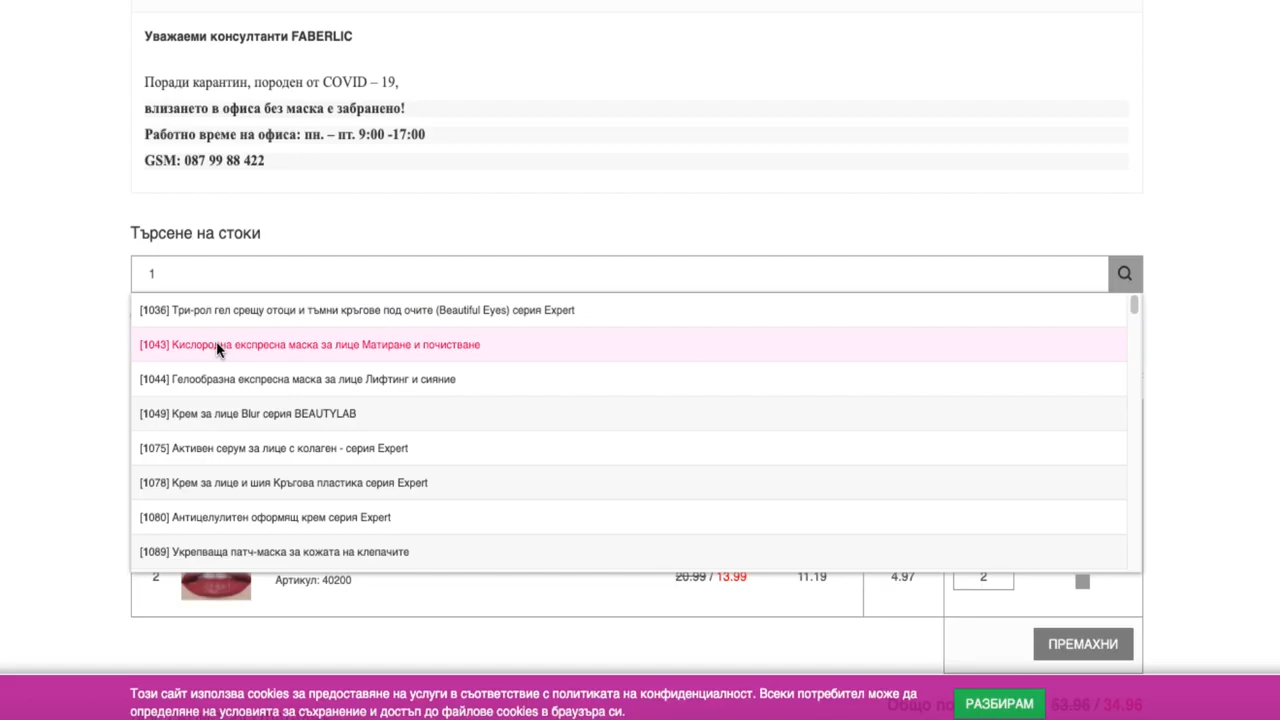 Уважаеми консултанти FABERLIC
Поради карантин, породен от COVID – 19,
влизането в офиса без маска е забранено!
Работно време на офиса: пн. – пт. 9:00 -17:00
GSM: 087 99 88 422
Търсене на стоки
1
[1036] Три-рол гел срещу отоци и тъмни кръгове под очите (Beautiful Eyes) серия Expert
[1043] Кислородна експресна маска за лице Матиране и почистване
[1044] Гелообразна експресна маска за лице Лифтинг и сияние
[1049] Крем за лице Blur серия BEAUTYLAB
[1075] Активен серум за лице с колаген - серия Expert
[1078] Крем за лице и шия Кръгова пластика серия Expert
[1080] Антицелулитен оформящ крем серия Expert
[1089] Укрепваща патч-маска за кожата на клепачите
2 Артикул: 40200 20.99 / 13.99 11.19 4.97 2
ПРЕМАХНИ
Този сайт използва cookies за предоставяне на услуги в съответствие с политиката на конфиденциалност. Всеки потребител може да
определяне на условията за съхранение и достъп до файлове cookies в браузъра си.
РАЗБИРАМ
Общо по 53.96 / 34.96